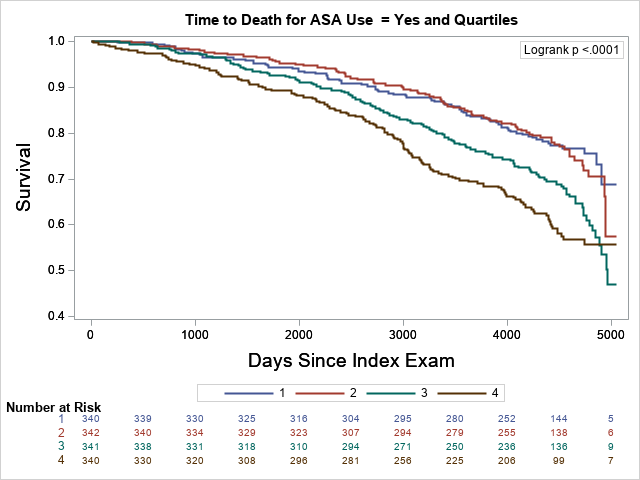 Time to Death for ASA Use = Yes and Quartiles
Logrank p <.0001
1.0
0.9
0.8
0.7
0.6
0.5
0.4
Survival
0 1000 2000 3000 4000 5000
Days Since Index Exam
1 2 3 4
Number at Risk
1 340 339 330 325 316 304 295 280 252 144 5
2 342 340 334 329 323 307 294 279 255 138 6
3 341 338 331 318 310 294 271 250 236 136 9
4 340 330 320 308 296 281 256 225 206 99 7